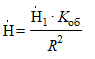 Ḣ = Ḣ₁ · Kоб / R²